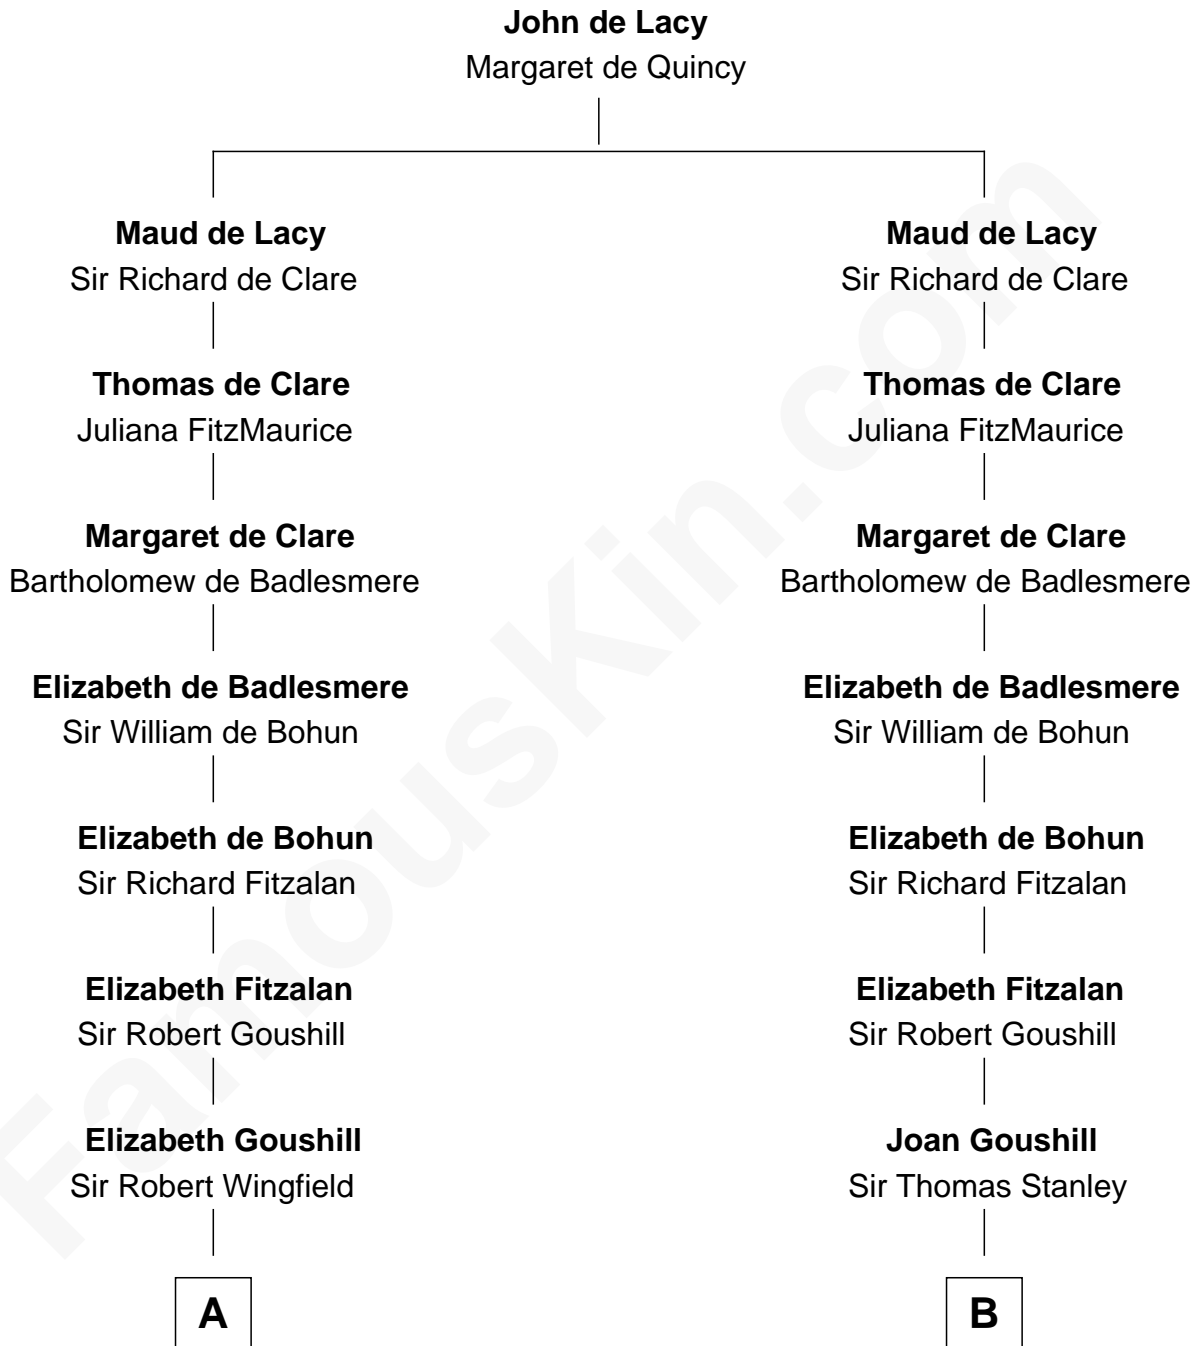 John de Lacy
Margaret de Quincy
Maud de Lacy
Sir Richard de Clare
Maud de Lacy
Sir Richard de Clare
Thomas de Clare
Juliana FitzMaurice
Thomas de Clare
Juliana FitzMaurice
Margaret de Clare
Bartholomew de Badlesmere
Margaret de Clare
Bartholomew de Badlesmere
Elizabeth de Badlesmere
Sir William de Bohun
Elizabeth de Badlesmere
Sir William de Bohun
Elizabeth de Bohun
Sir Richard Fitzalan
Elizabeth de Bohun
Sir Richard Fitzalan
Elizabeth Fitzalan
Sir Robert Goushill
Elizabeth Fitzalan
Sir Robert Goushill
Elizabeth Goushill
Sir Robert Wingfield
Joan Goushill
Sir Thomas Stanley
A
B
FamousKin.com